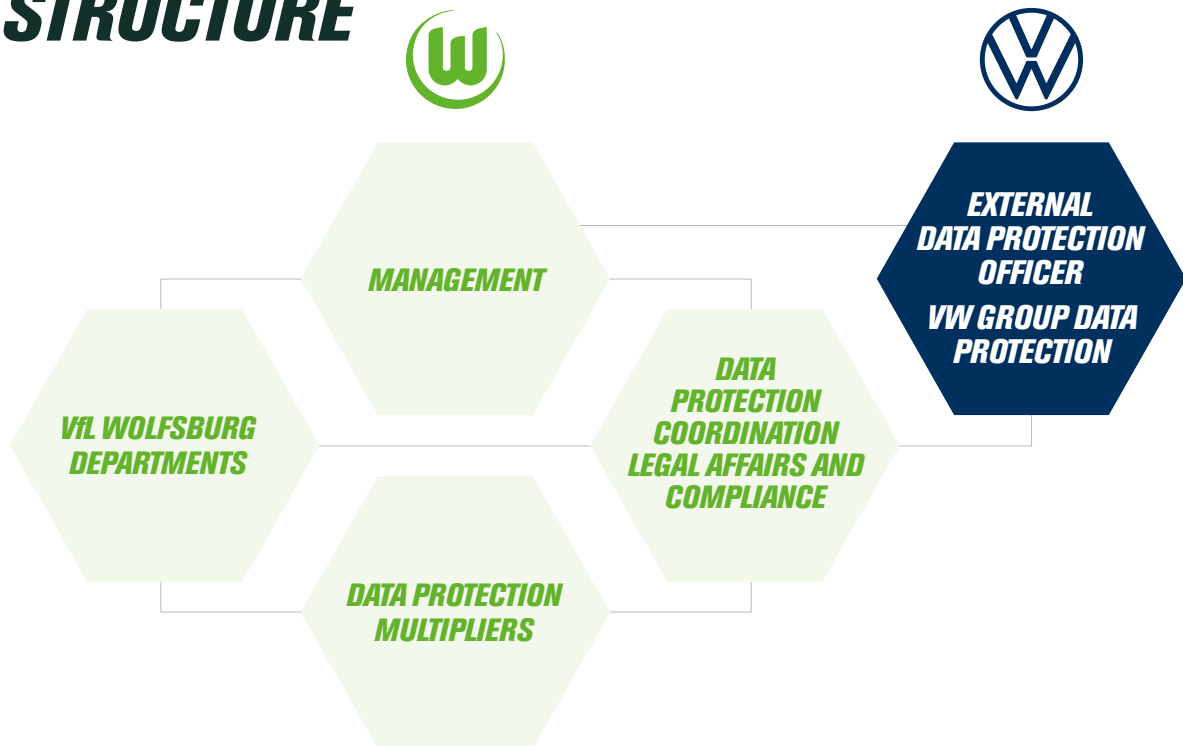 STRUCTURE
W
VW
EXTERNAL
DATA PROTECTION
OFFICER
VW GROUP DATA
PROTECTION
MANAGEMENT
DATA
PROTECTION
COORDINATION
LEGAL AFFAIRS AND
COMPLIANCE
VfL WOLFSBURG
DEPARTMENTS
DATA PROTECTION
MULTIPLIERS